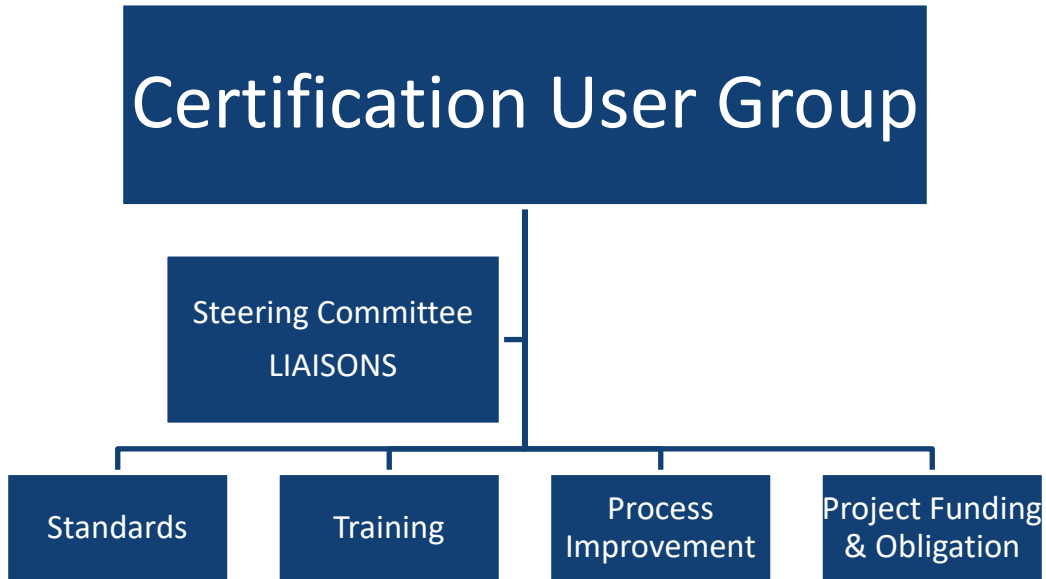 Certification User Group
Steering Committee
LIAISONS
Standards
Training
Process
Improvement
Project Funding
& Obligation